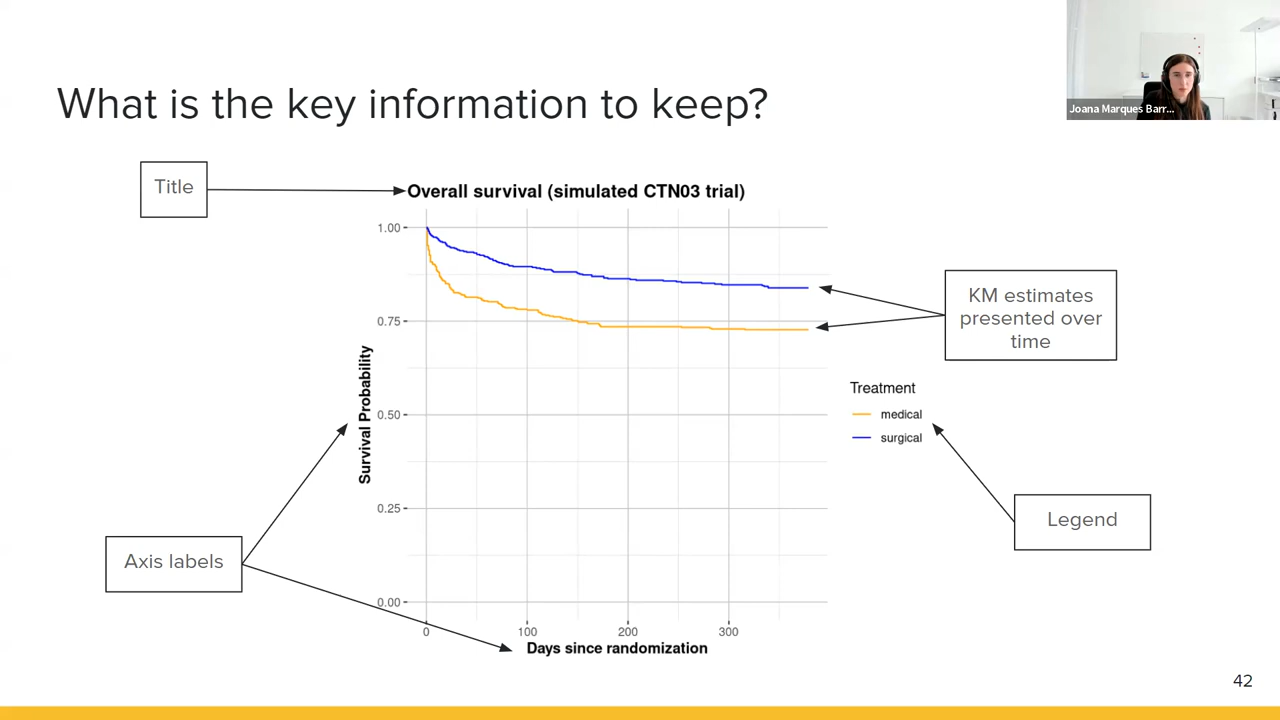 Joana Marques Barr...
What is the key information to keep?
Title
Overall survival (simulated CTN03 trial)
1.00
0.75
0.50
0.25
0.00
Survival Probability
0
100
200
300
Days since randomization
KM estimates
presented over
time
Treatment
medical
surgical
Legend
Axis labels
42